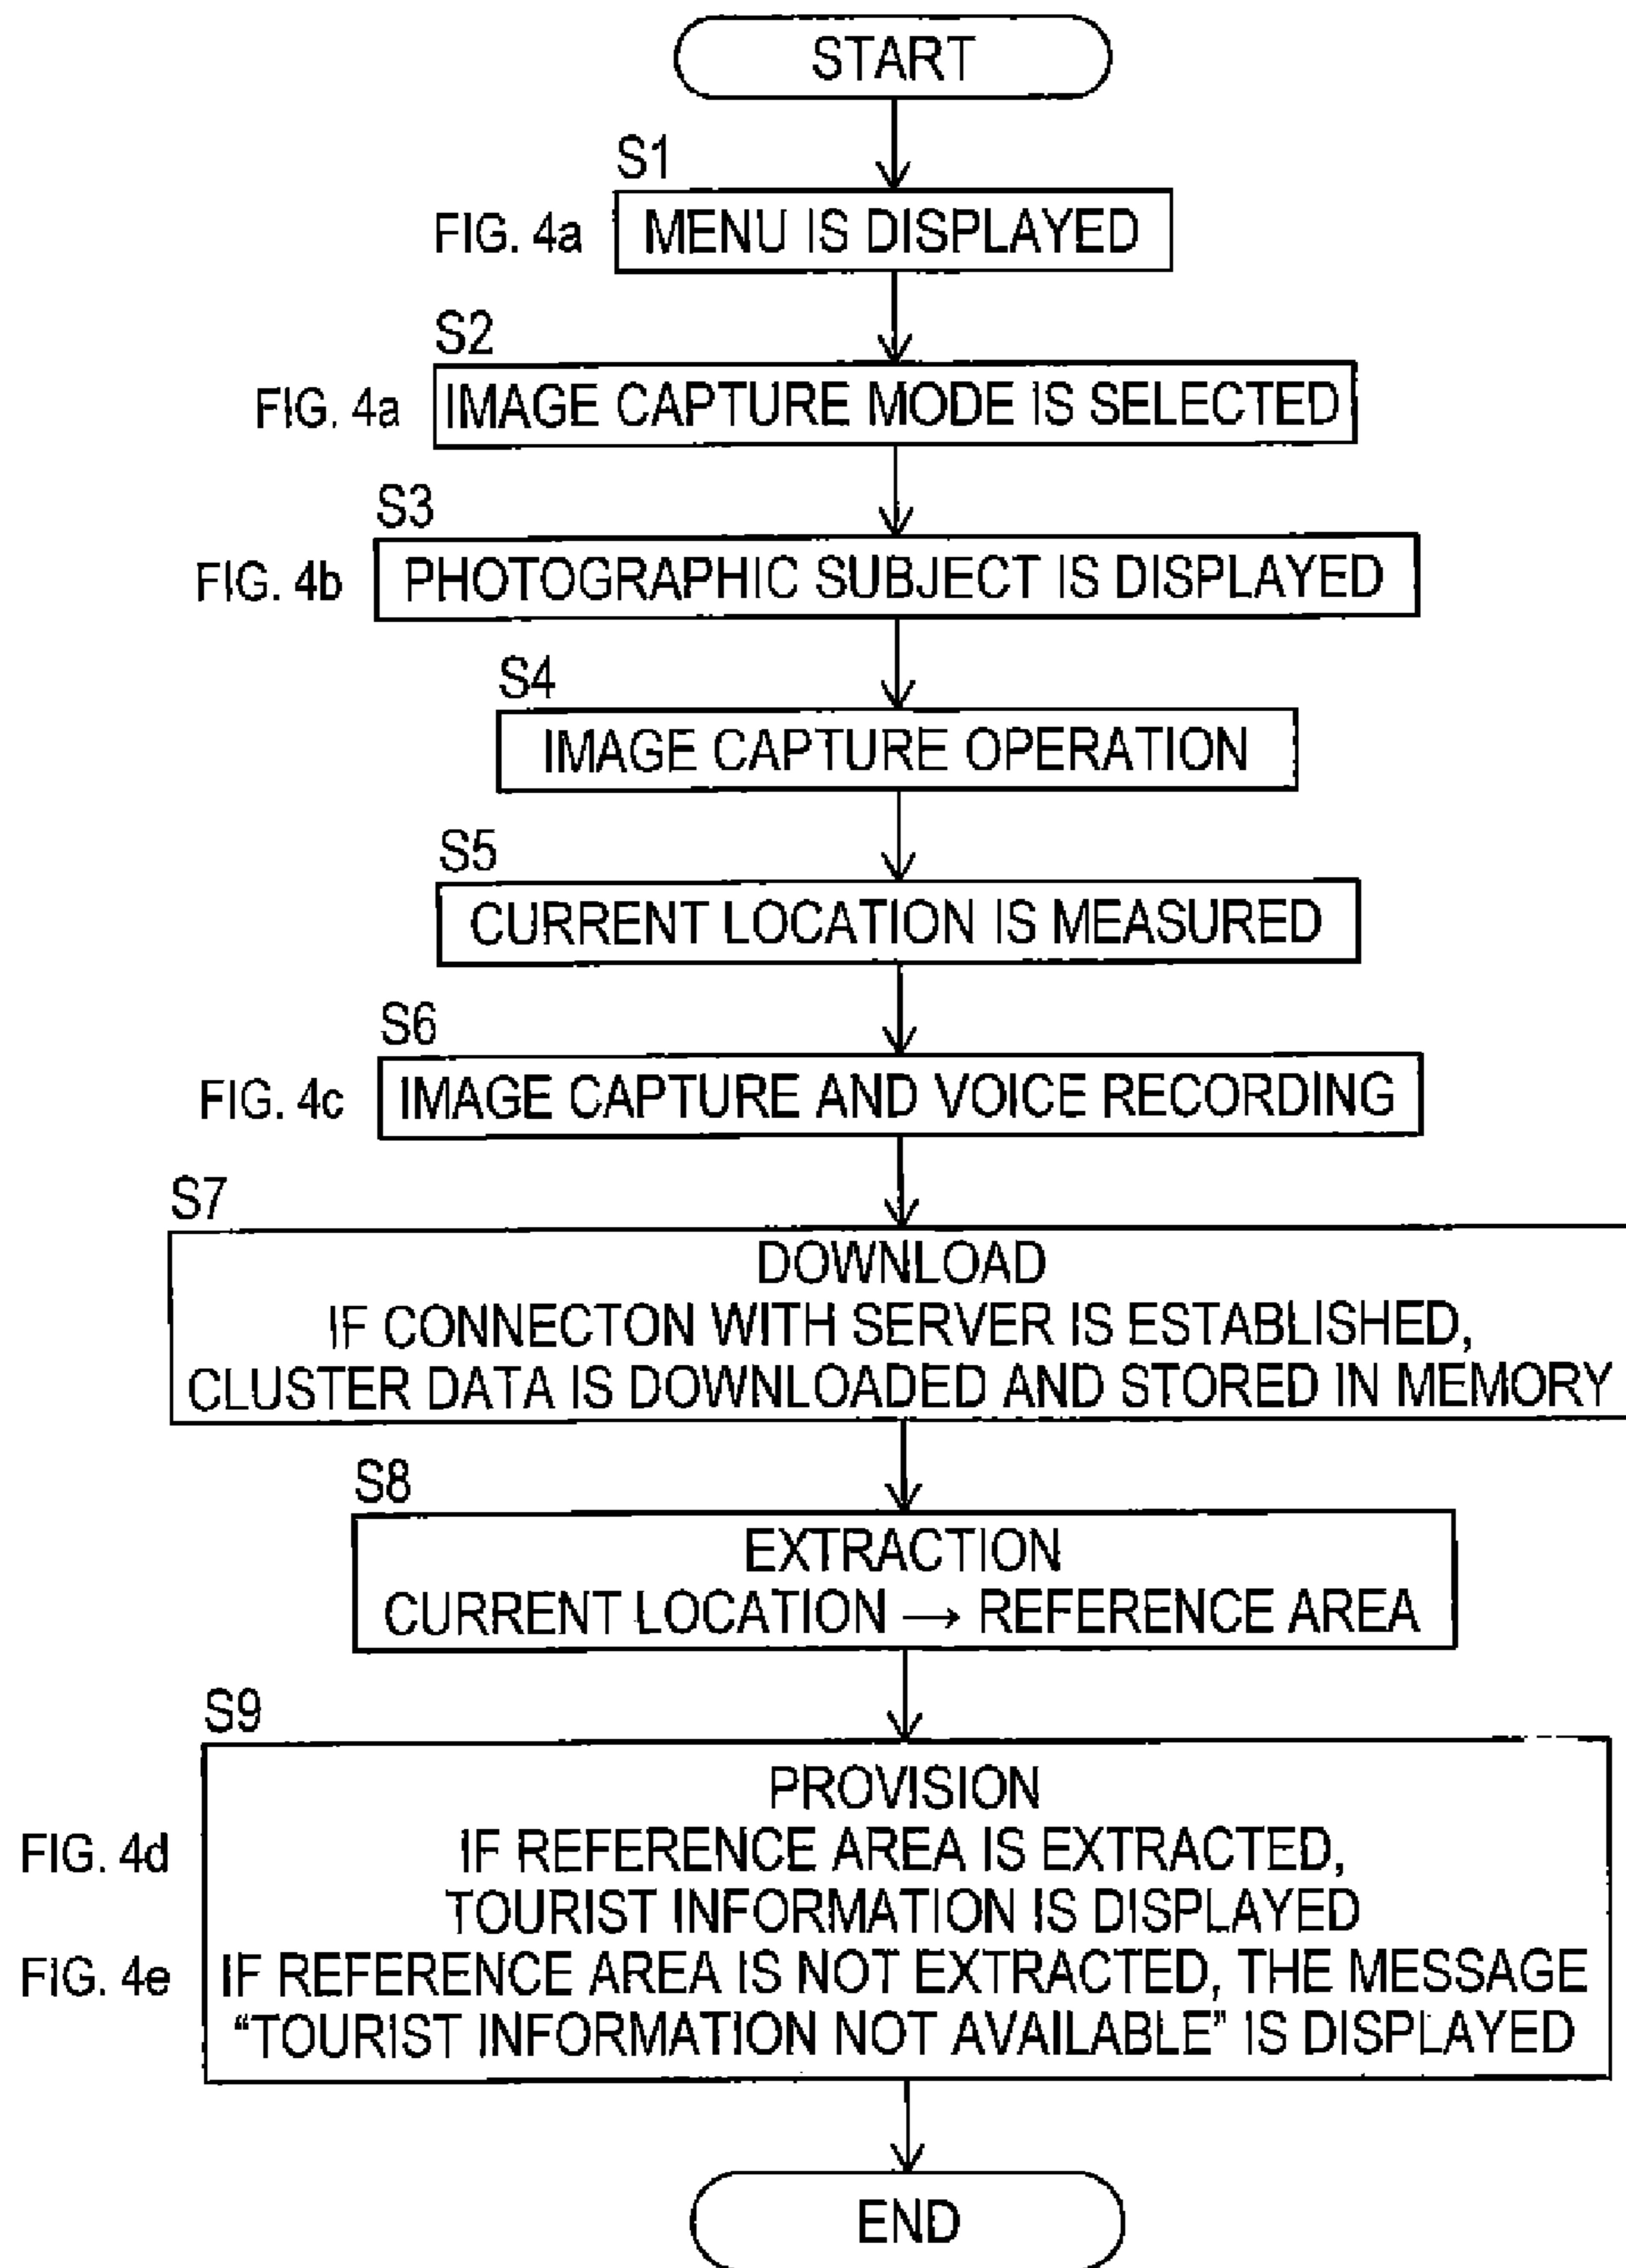 START
S1
FIG. 4a MENU IS DISPLAYED
S2
FIG. 4a IMAGE CAPTURE MODE IS SELECTED
S3
FIG. 4b PHOTOGRAPHIC SUBJECT IS DISPLAYED
S4
IMAGE CAPTURE OPERATION
S5
CURRENT LOCATION IS MEASURED
S6
FIG. 4c IMAGE CAPTURE AND VOICE RECORDING
S7
DOWNLOAD
IF CONNECTON WITH SERVER IS ESTABLISHED,
CLUSTER DATA IS DOWNLOADED AND STORED IN MEMORY
S8
EXTRACTION
CURRENT LOCATION → REFERENCE AREA
S9
PROVISION
FIG. 4d IF REFERENCE AREA IS EXTRACTED,
TOURIST INFORMATION IS DISPLAYED
FIG. 4e IF REFERENCE AREA IS NOT EXTRACTED, THE MESSAGE
“TOURIST INFORMATION NOT AVAILABLE” IS DISPLAYED
END